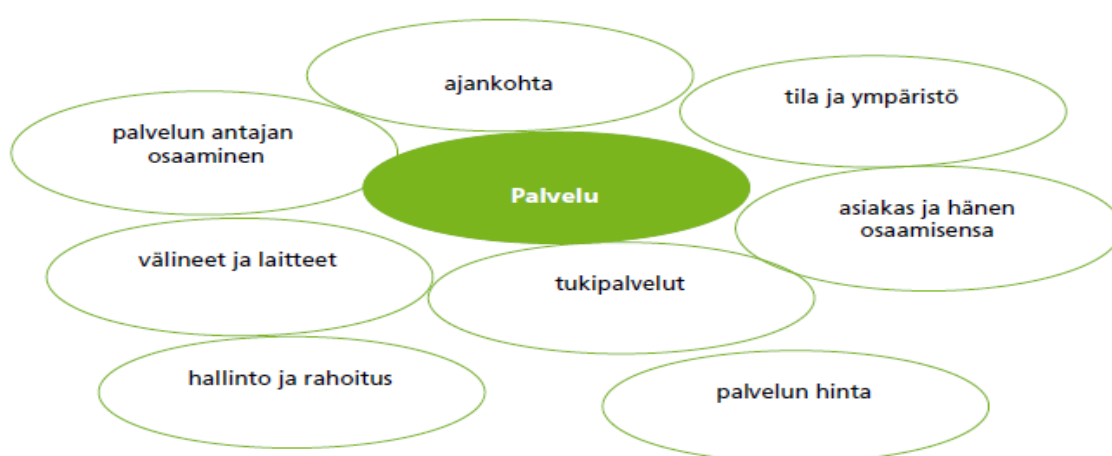 ajankohta
tila ja ympäristö
palvelun antajan
osaaminen
Palvelu
asiakas ja hänen
osaamisensa
välineet ja laitteet
tukipalvelut
hallinto ja rahoitus
palvelun hinta